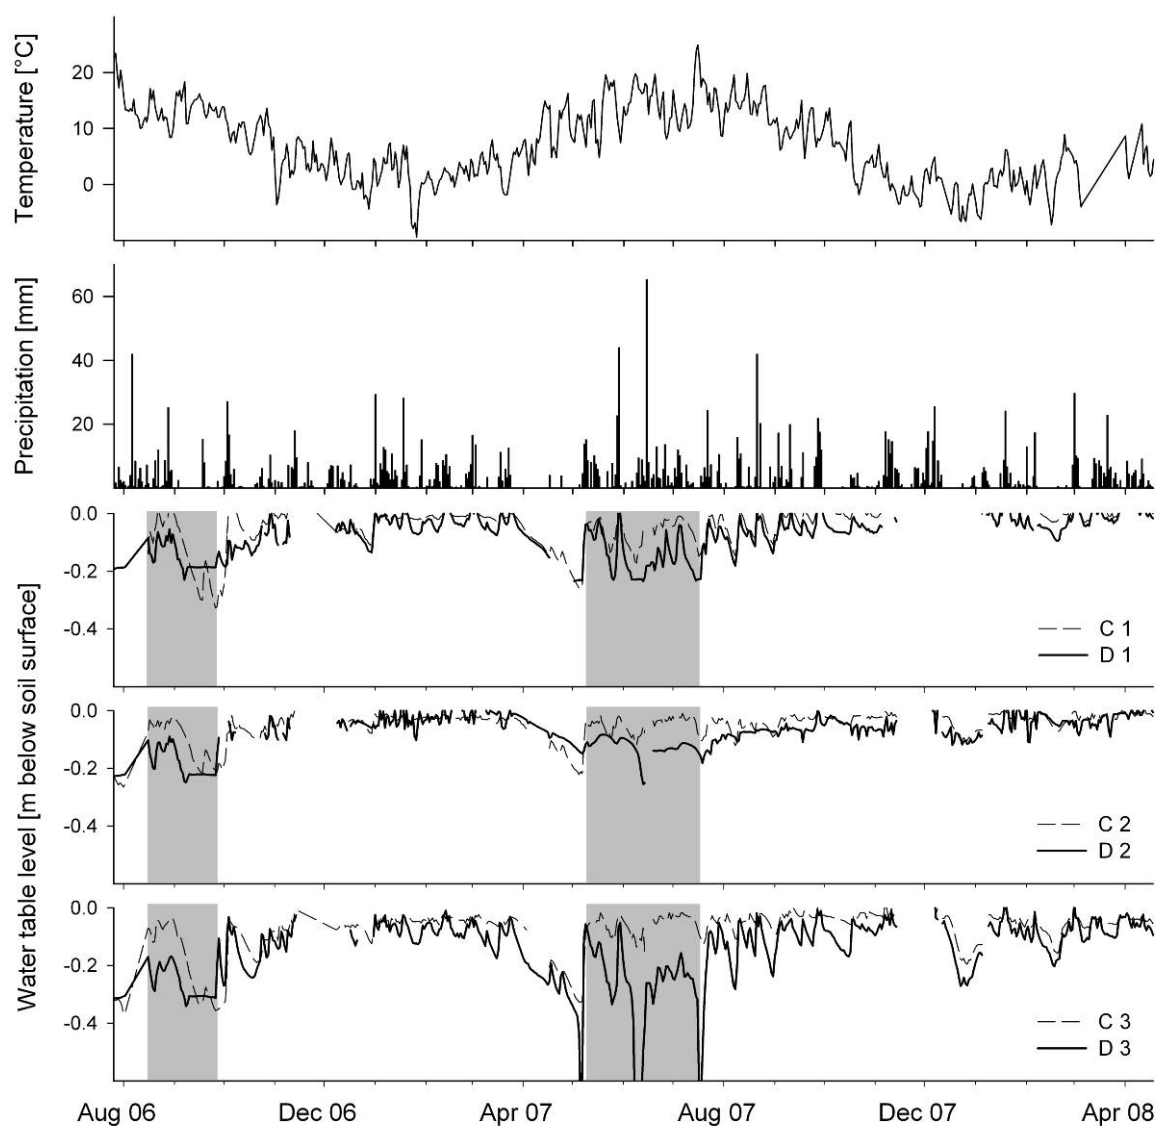 Temperature [°C]
20
10
0
Precipitation [mm]
60
40
20
Water table level [m below soil surface]
0.0
-0.2
-0.4
C 1
D 1
0.0
-0.2
-0.4
C 2
D 2
0.0
-0.2
-0.4
C 3
D 3
Aug 06 Dec 06 Apr 07 Aug 07 Dec 07 Apr 08